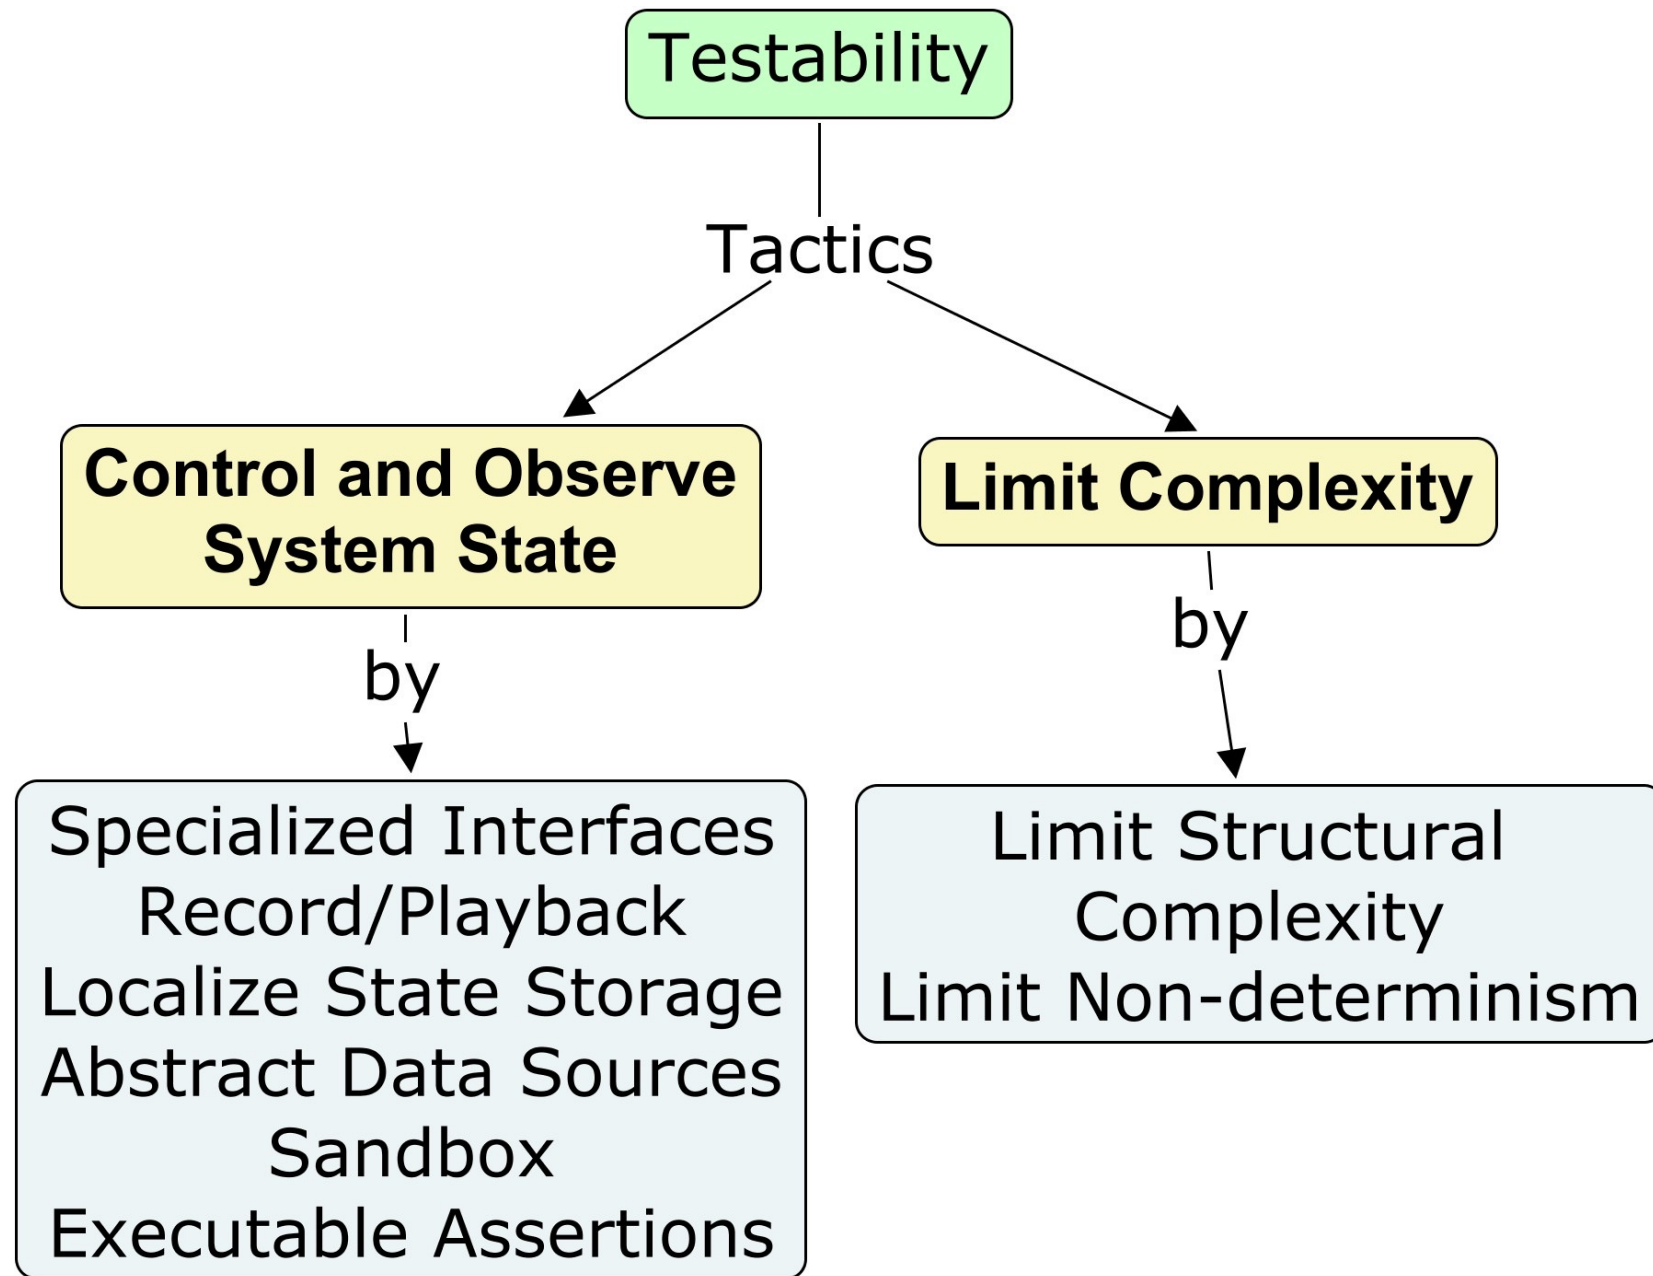 Testability
Tactics
Control and Observe
System State
Limit Complexity
by
by
Specialized Interfaces
Record/Playback
Localize State Storage
Abstract Data Sources
Sandbox
Executable Assertions
Limit Structural
Complexity
Limit Non-determinism